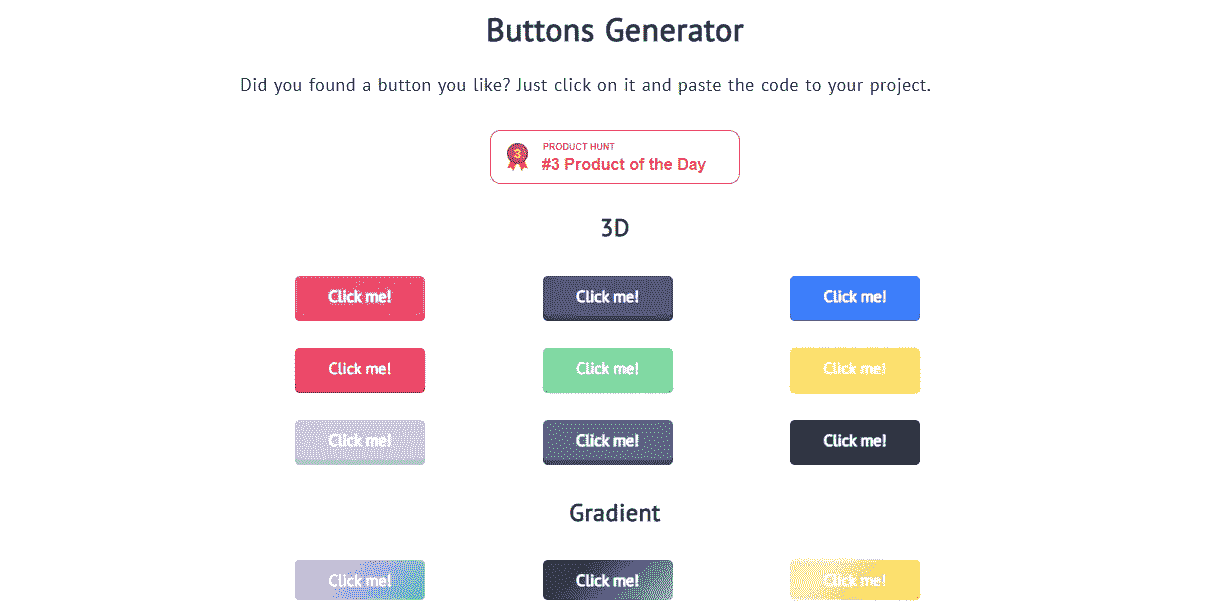 Buttons Generator
Did you found a button you like? Just click on it and paste the code to your project.
3
PRODUCT HUNT
#3 Product of the Day
3D
Click me! Click me! Click me!
Click me! Click me! Click me!
Click me! Click me! Click me!
Gradient
Click me! Click me! Click me!